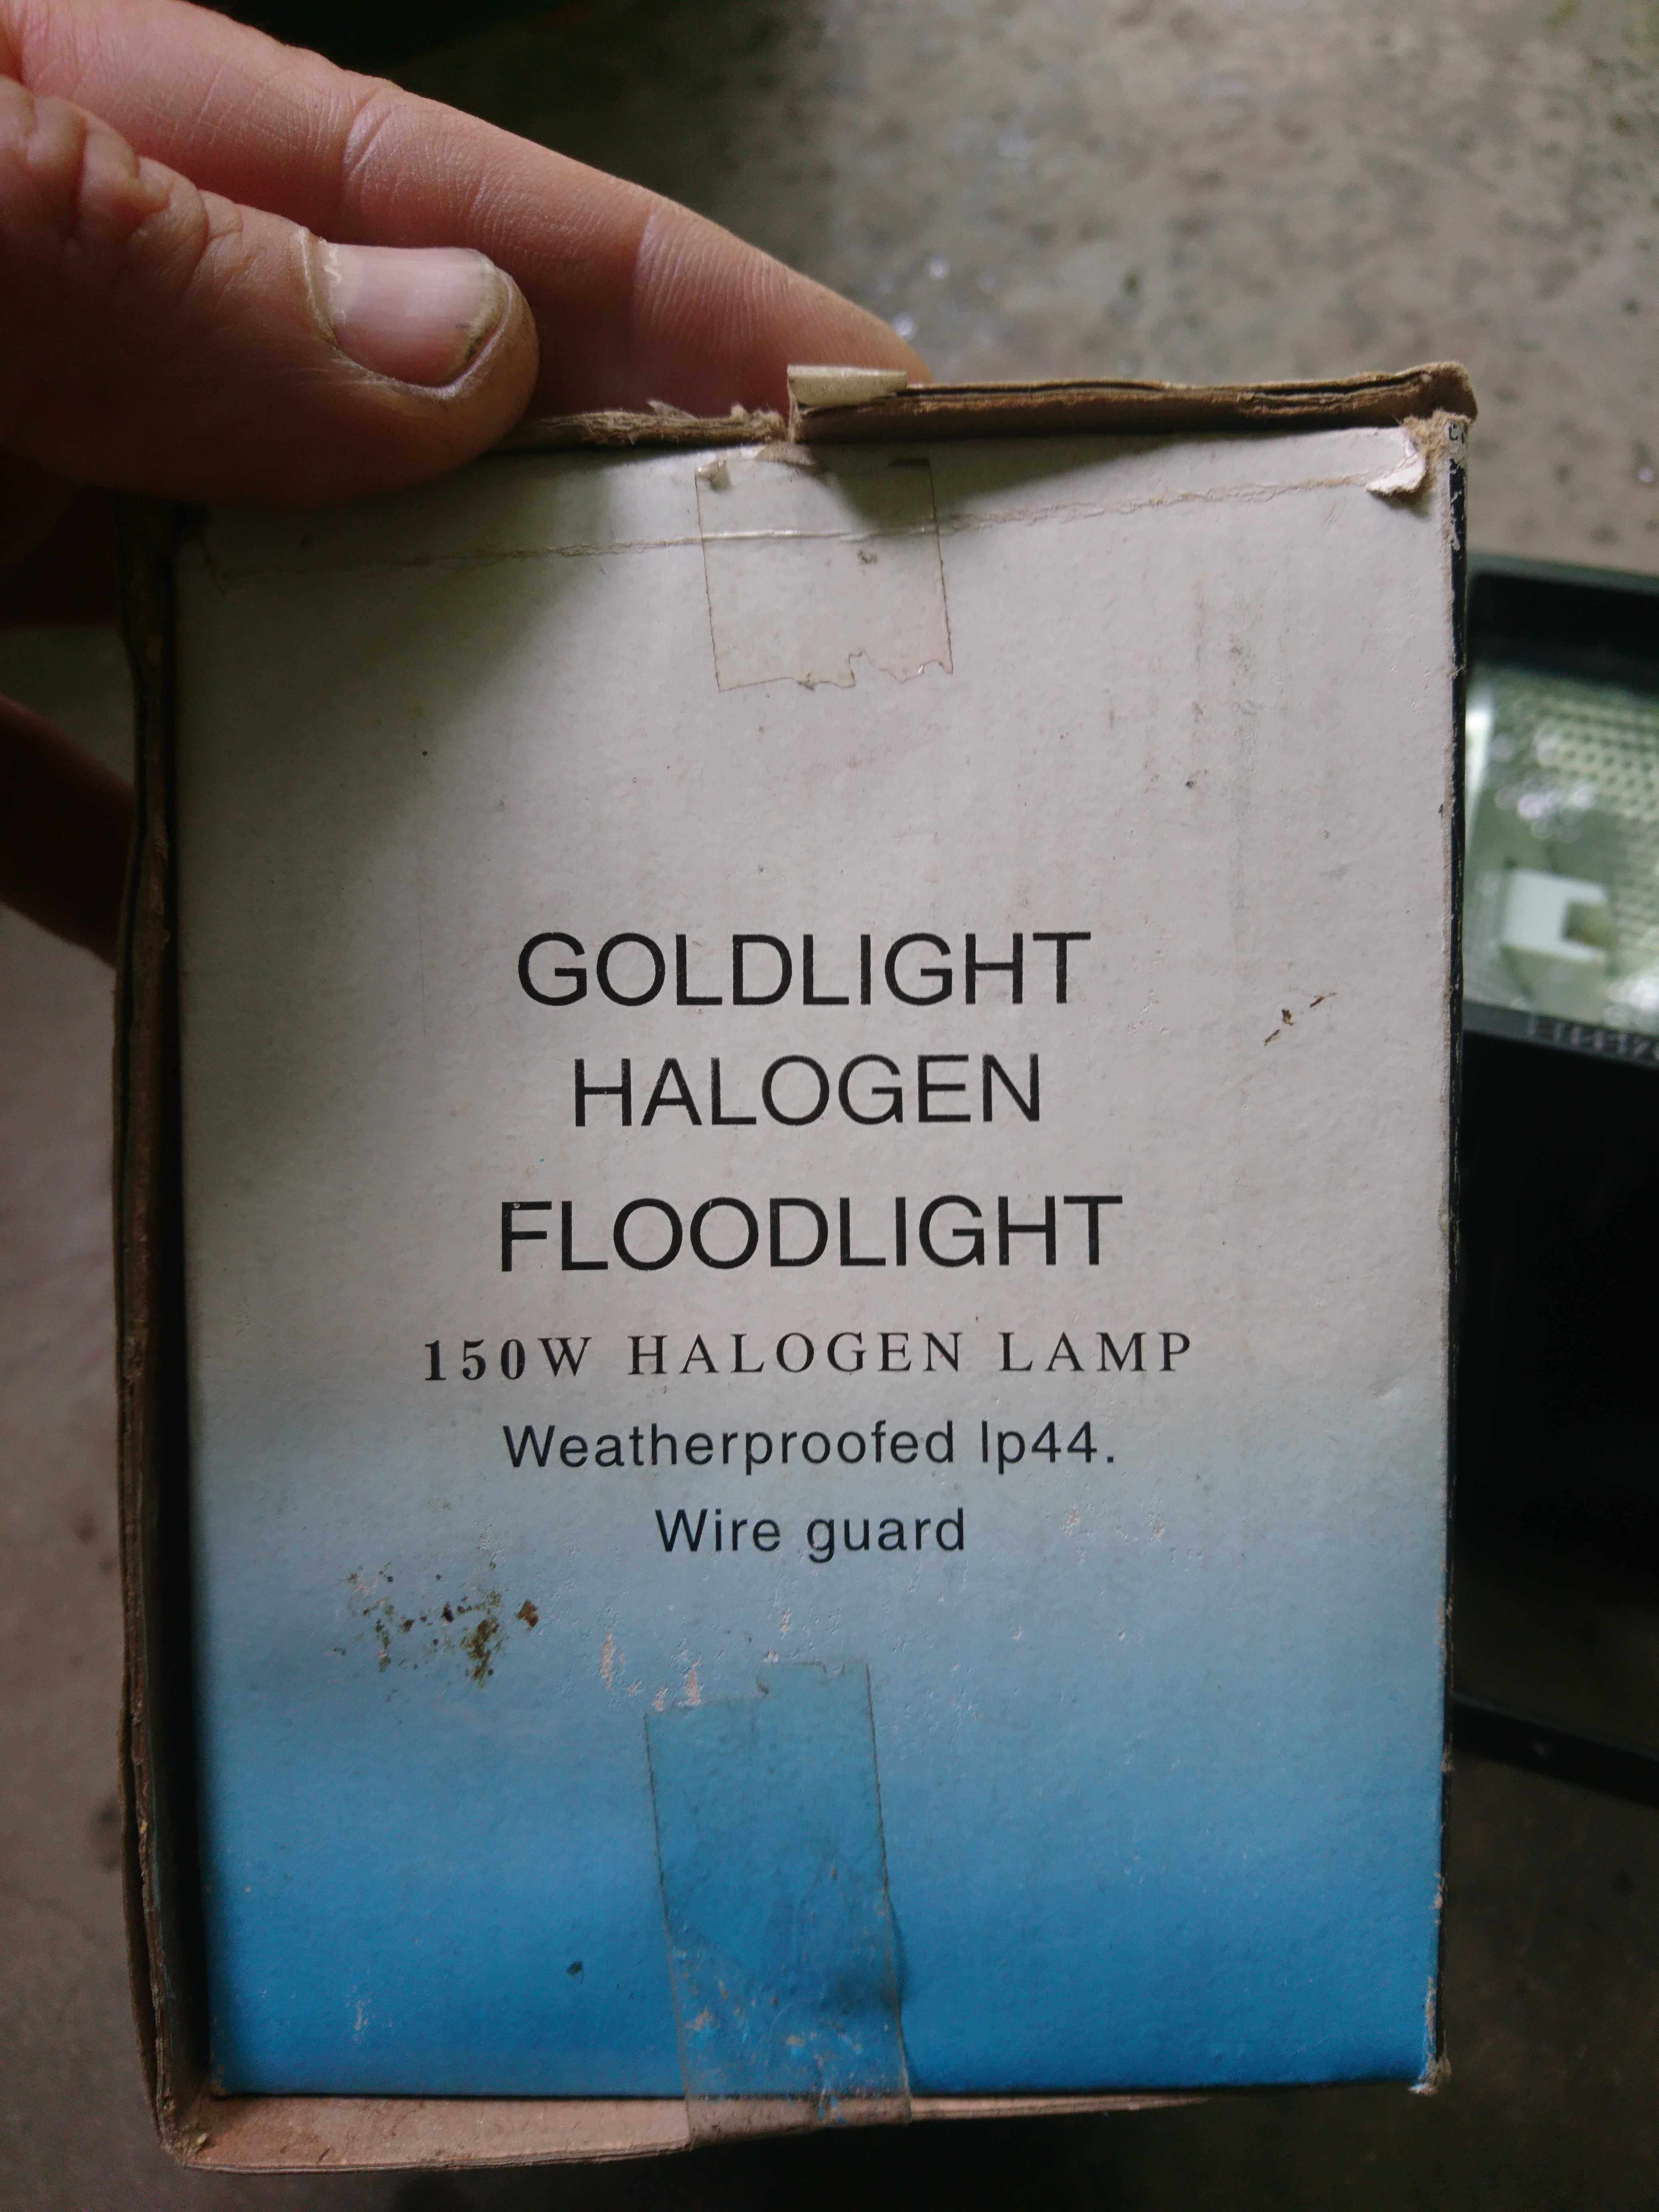 GOLDLIGHT
HALOGEN
FLOODLIGHT
150W HALOGEN LAMP
Weatherproofed Ip44.
Wire guard